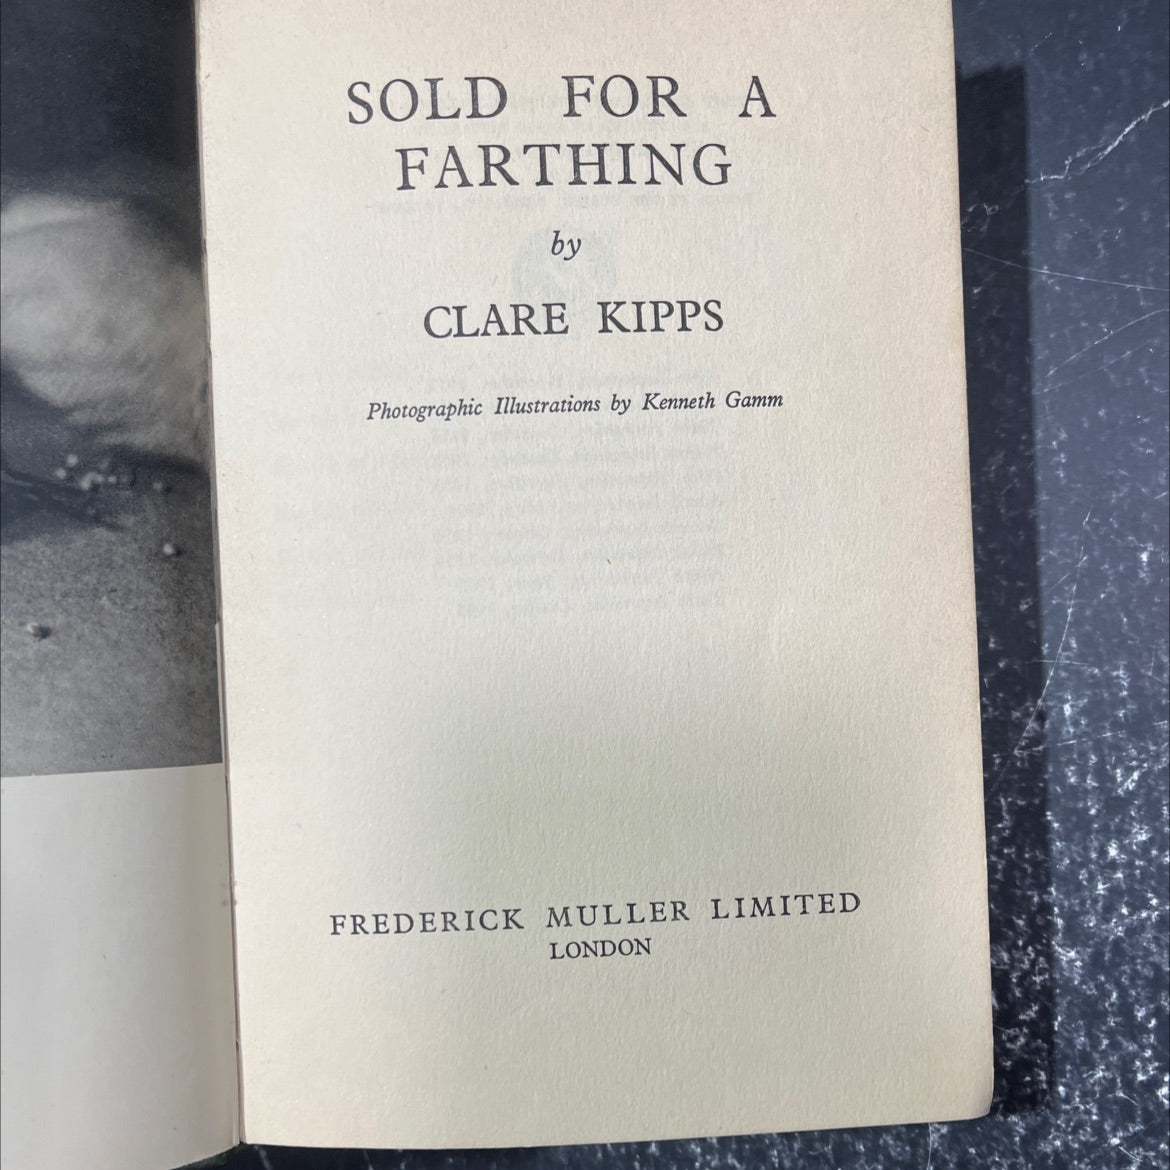 SOLD FOR A
FARTHING
by
CLARE KIPPS
Photographic Illustrations by Kenneth Gamm
FREDERICK MULLER LIMITED
LONDON